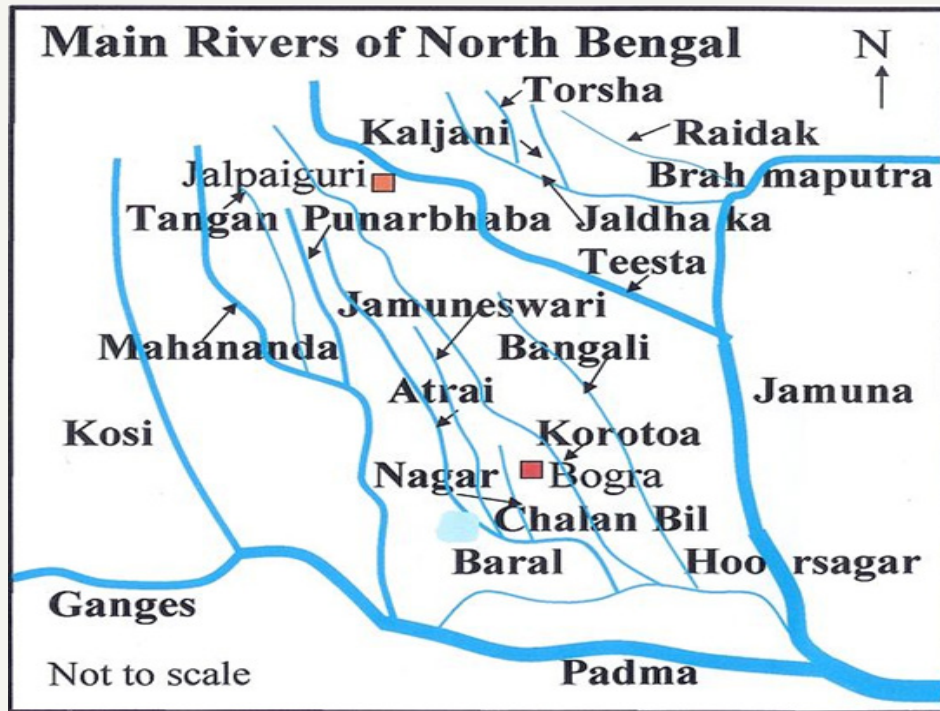 Main Rivers of North Bengal
N
Torsha
Kaljani
Raidak
Jalpaiguri
Brah maputra
Tangan
Punarbhaba
Jaldha ka
Teesta
Jamuneswari
Mahananda
Bangali
Atrai
Jamuna
Kosi
Korotoa
Nagar
Bogra
Chalan Bil
Baral
Hoo rsagar
Ganges
Padma
Not to scale